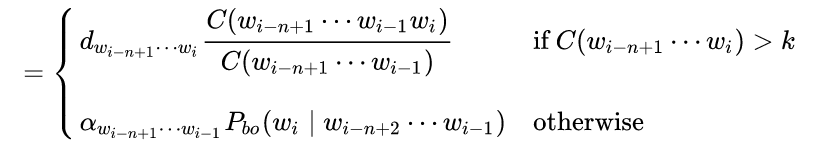 = { d_{w_{i-n+1}⋯w_i} \frac{C(w_{i-n+1}⋯w_{i-1}w_i)}{C(w_{i-n+1}⋯w_{i-1})} if C(w_{i-n+1}⋯w_i) > k
α_{w_{i-n+1}⋯w_{i-1}} P_{bo}(w_i | w_{i-n+2}⋯w_{i-1}) otherwise